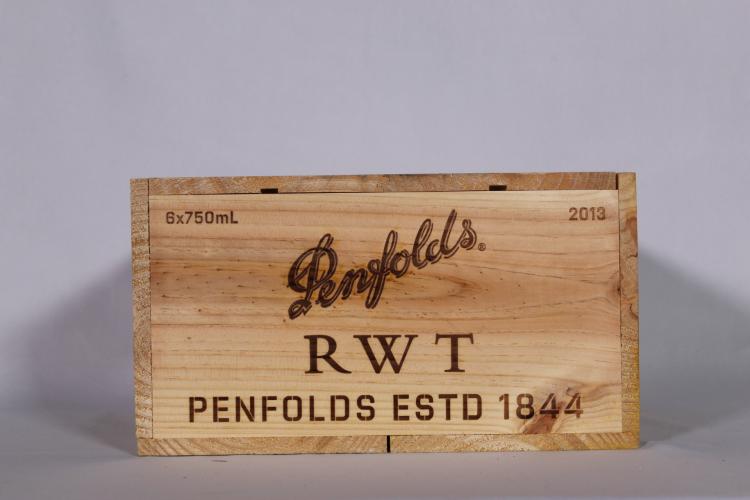 6x750mL 2013
Penfolds®
RWT
PENFOLDS ESTD 1844